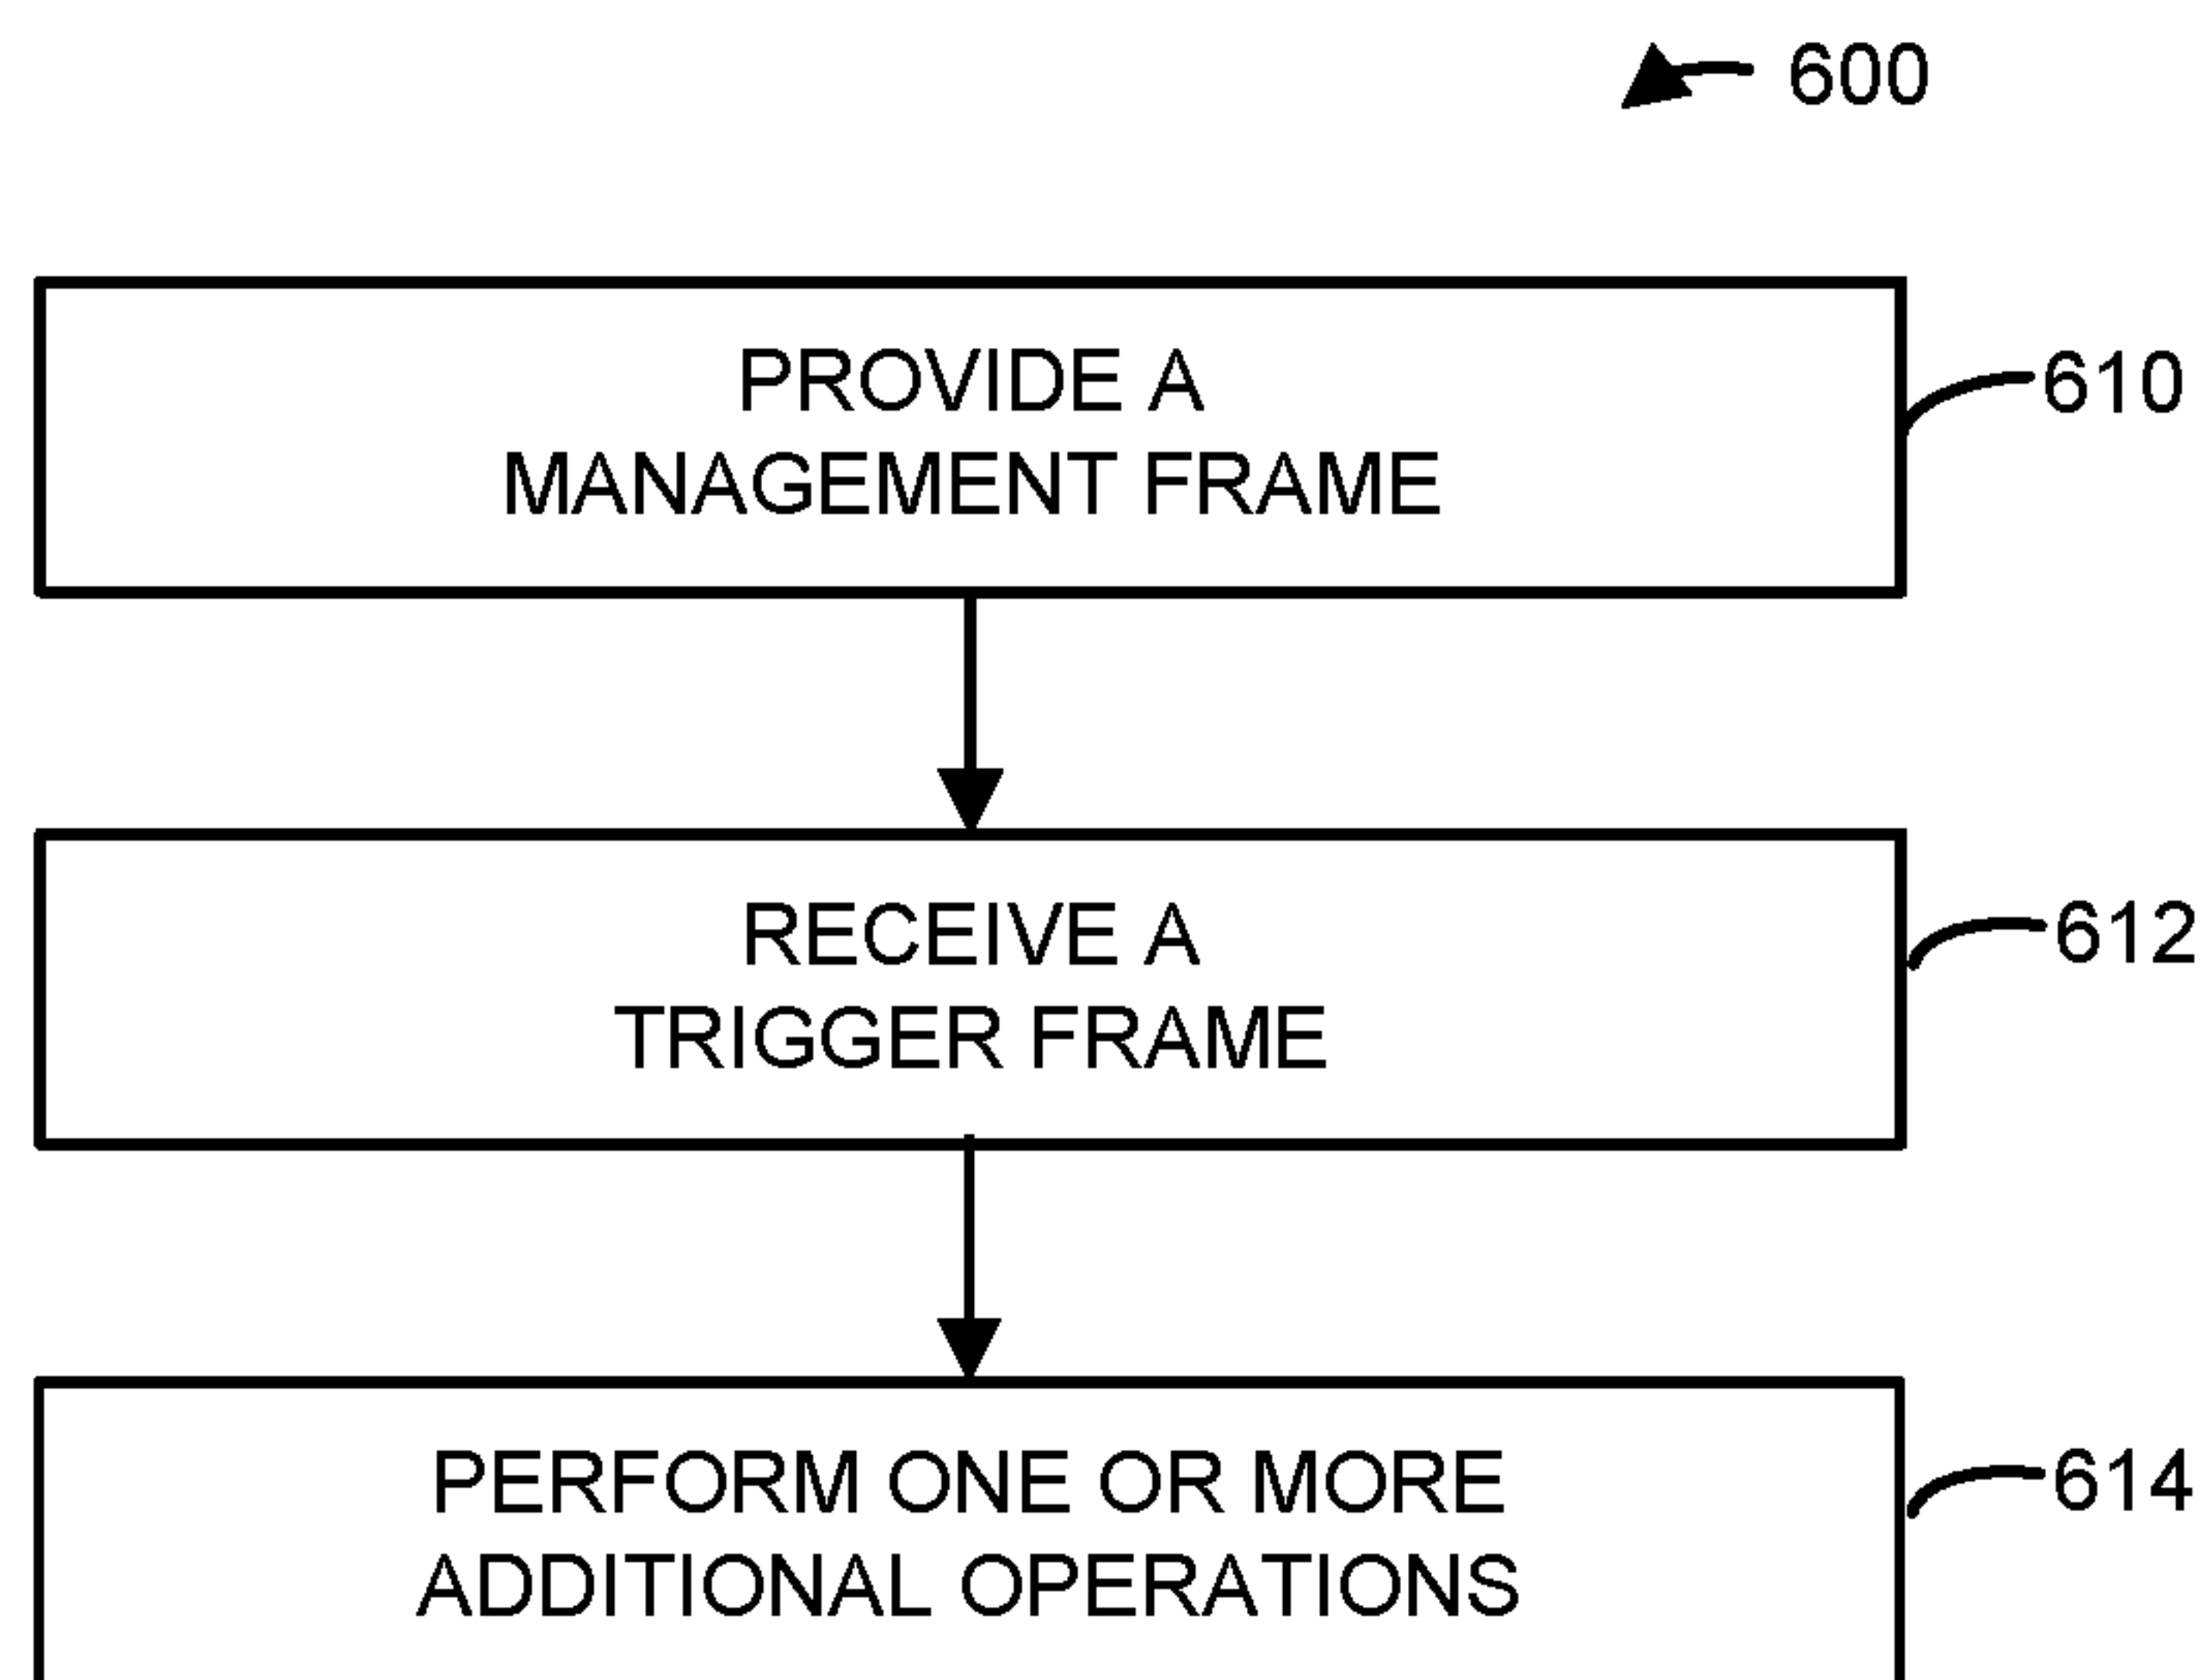 600
PROVIDE A
MANAGEMENT FRAME
610
RECEIVE A
TRIGGER FRAME
612
PERFORM ONE OR MORE
ADDITIONAL OPERATIONS
614